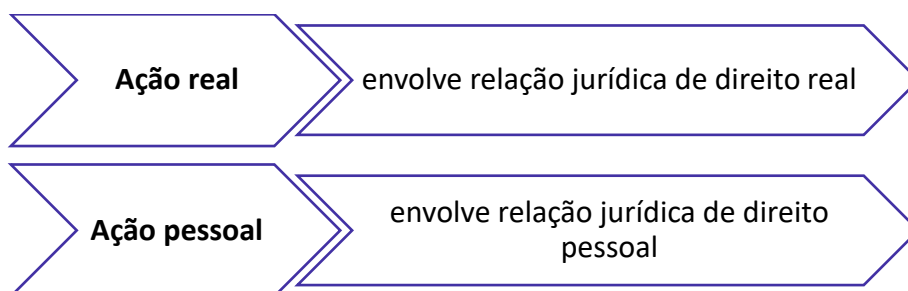 Ação real
envolve relação jurídica de direito real
Ação pessoal
envolve relação jurídica de direito
pessoal